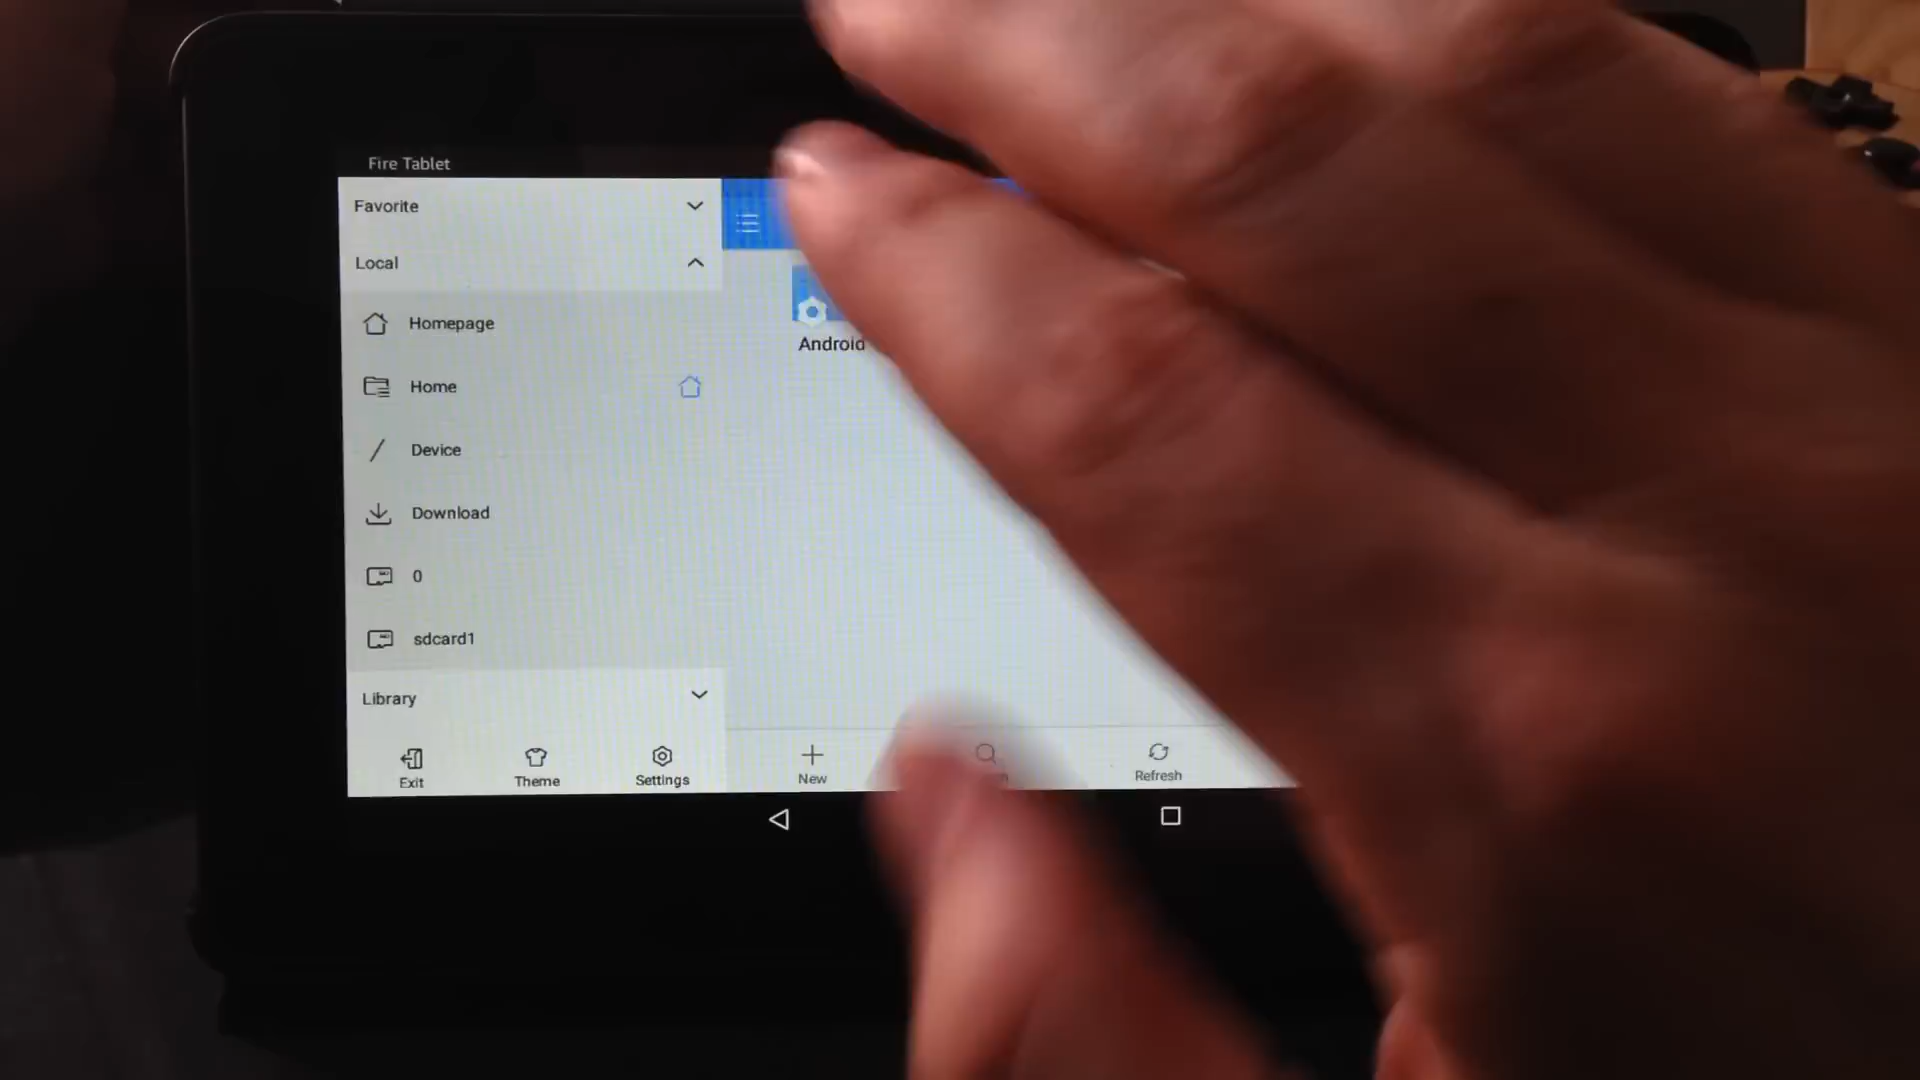 Fire Tablet
Favorite
Local
Homepage
Home
Device
Download
0
sdcard1
Library
Exit
Theme
Settings
Android
New
Refresh